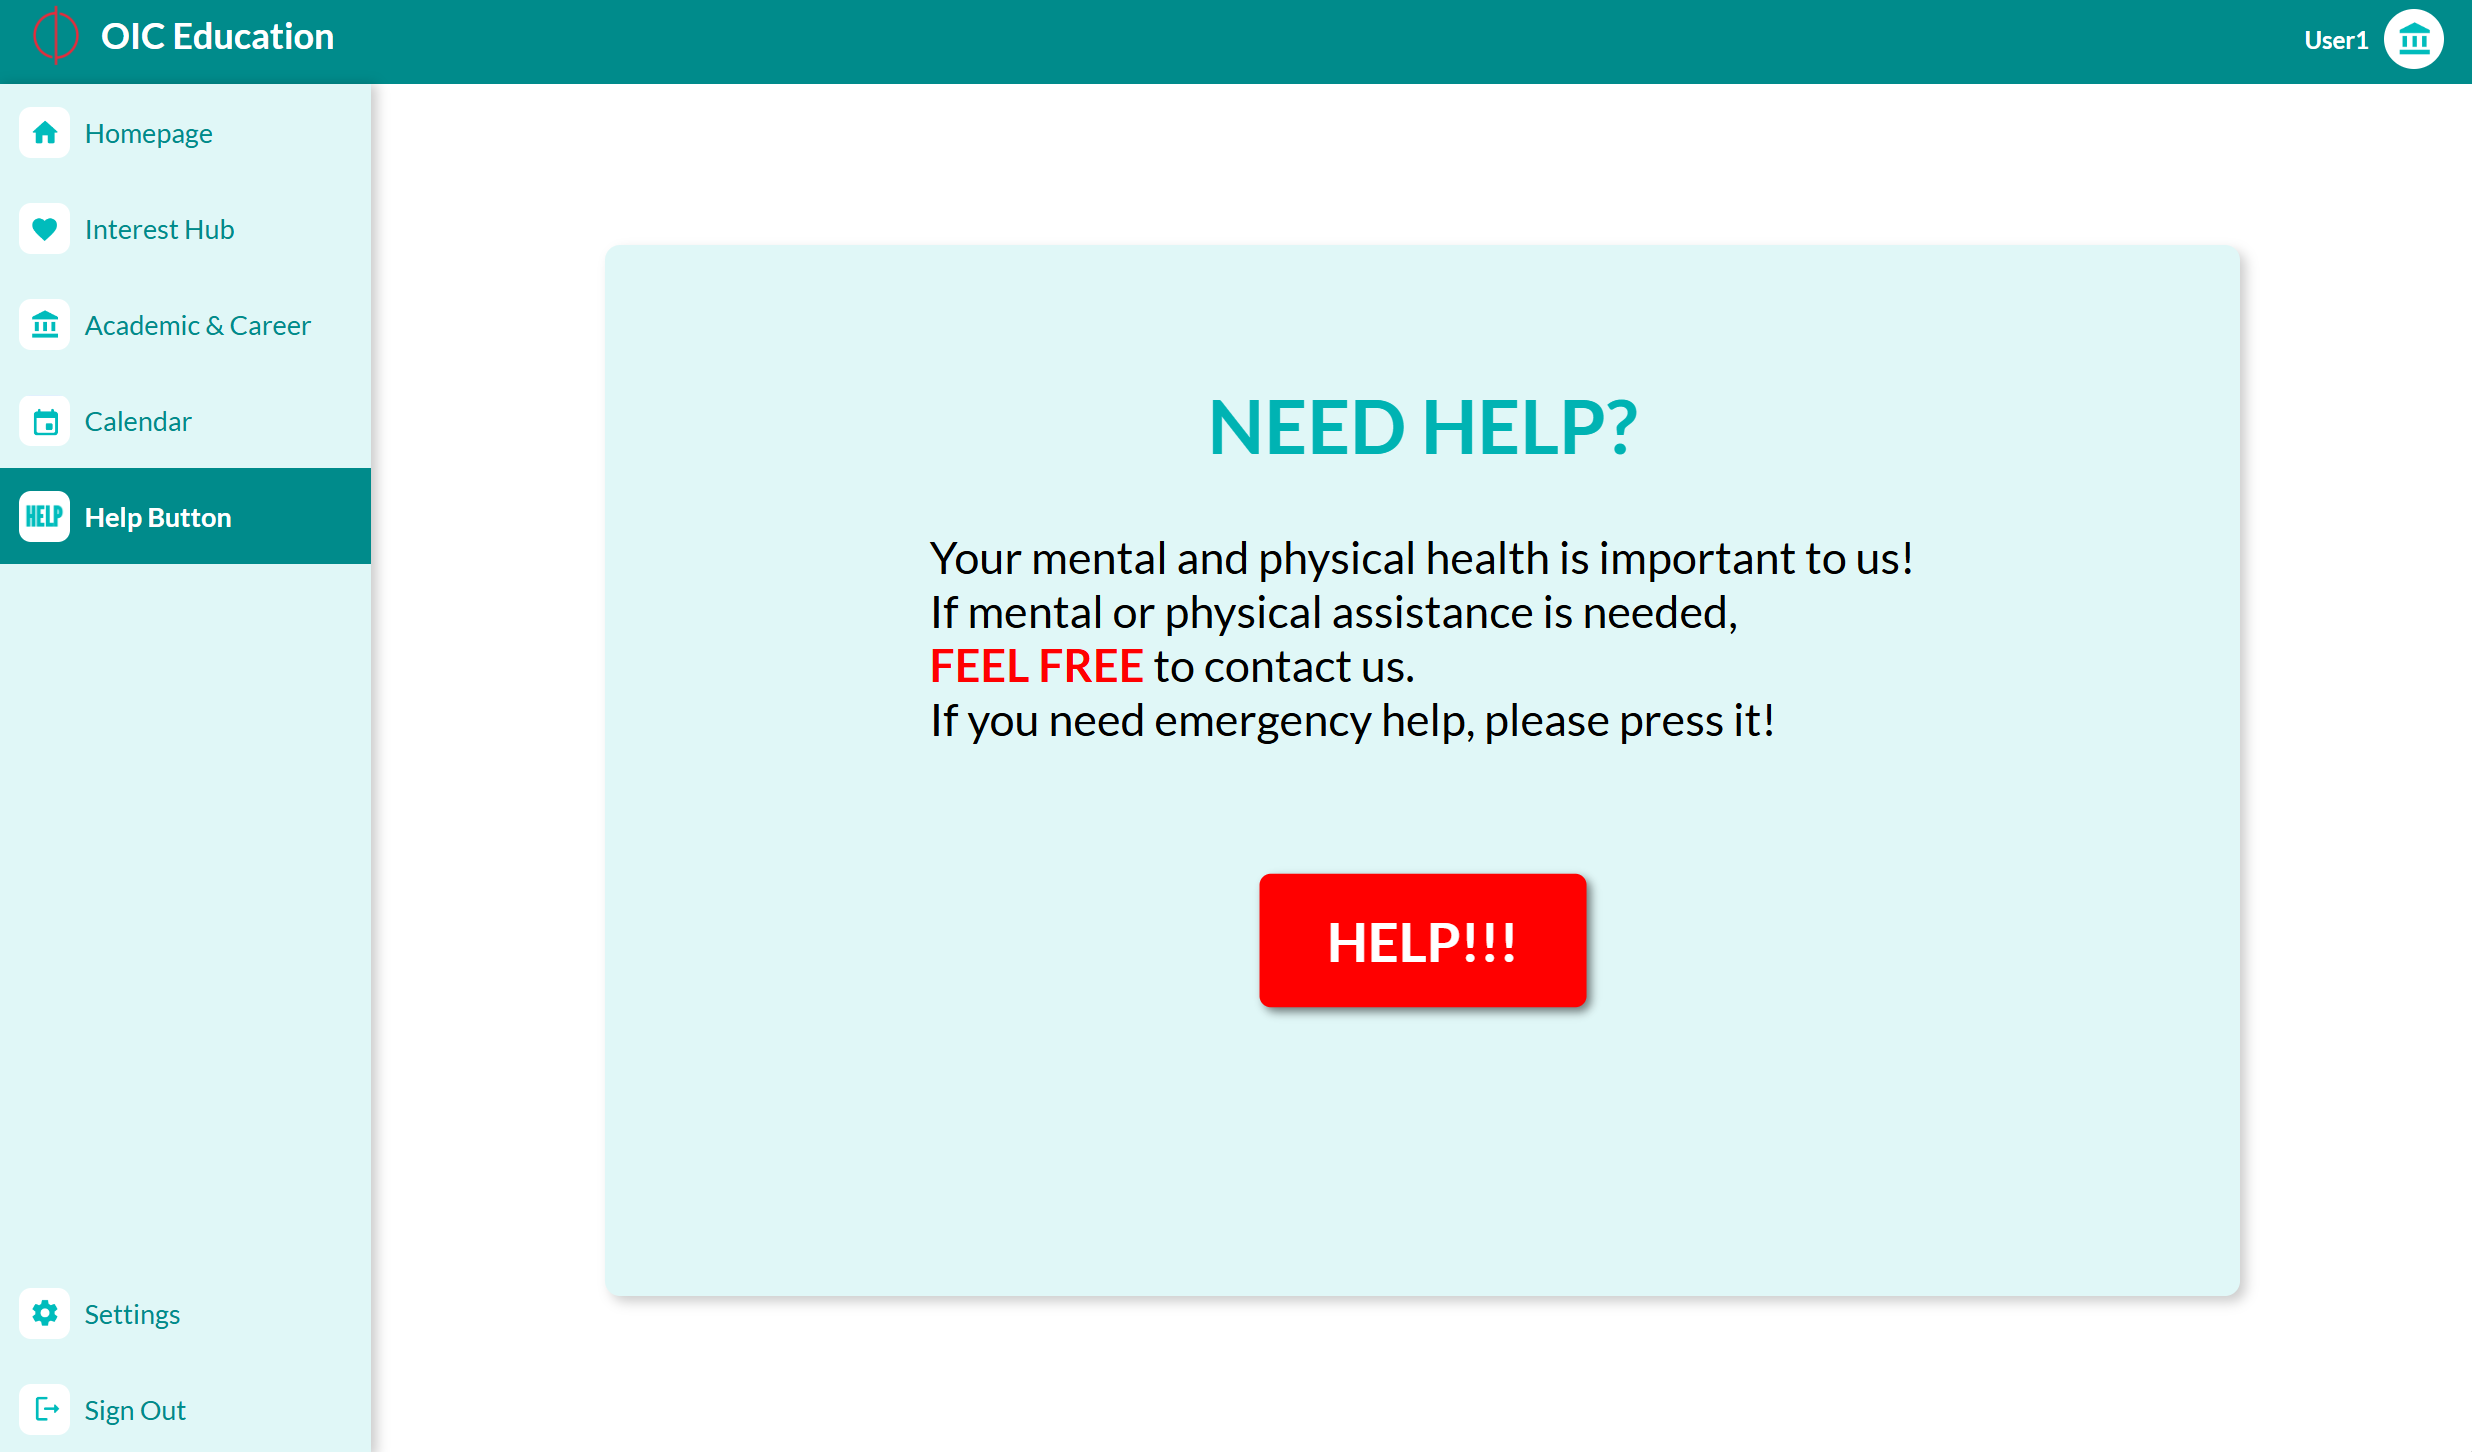 OIC Education
User1
Homepage
Interest Hub
Academic & Career
Calendar
HELP Help Button
Settings
Sign Out
NEED HELP?
Your mental and physical health is important to us!
If mental or physical assistance is needed,
FEEL FREE to contact us.
If you need emergency help, please press it!
HELP!!!